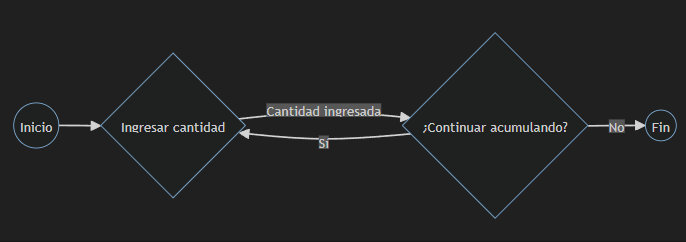 Inicio
Ingresar cantidad
Cantidad ingresada
Sí
¿Continuar acumulando?
No
Fin